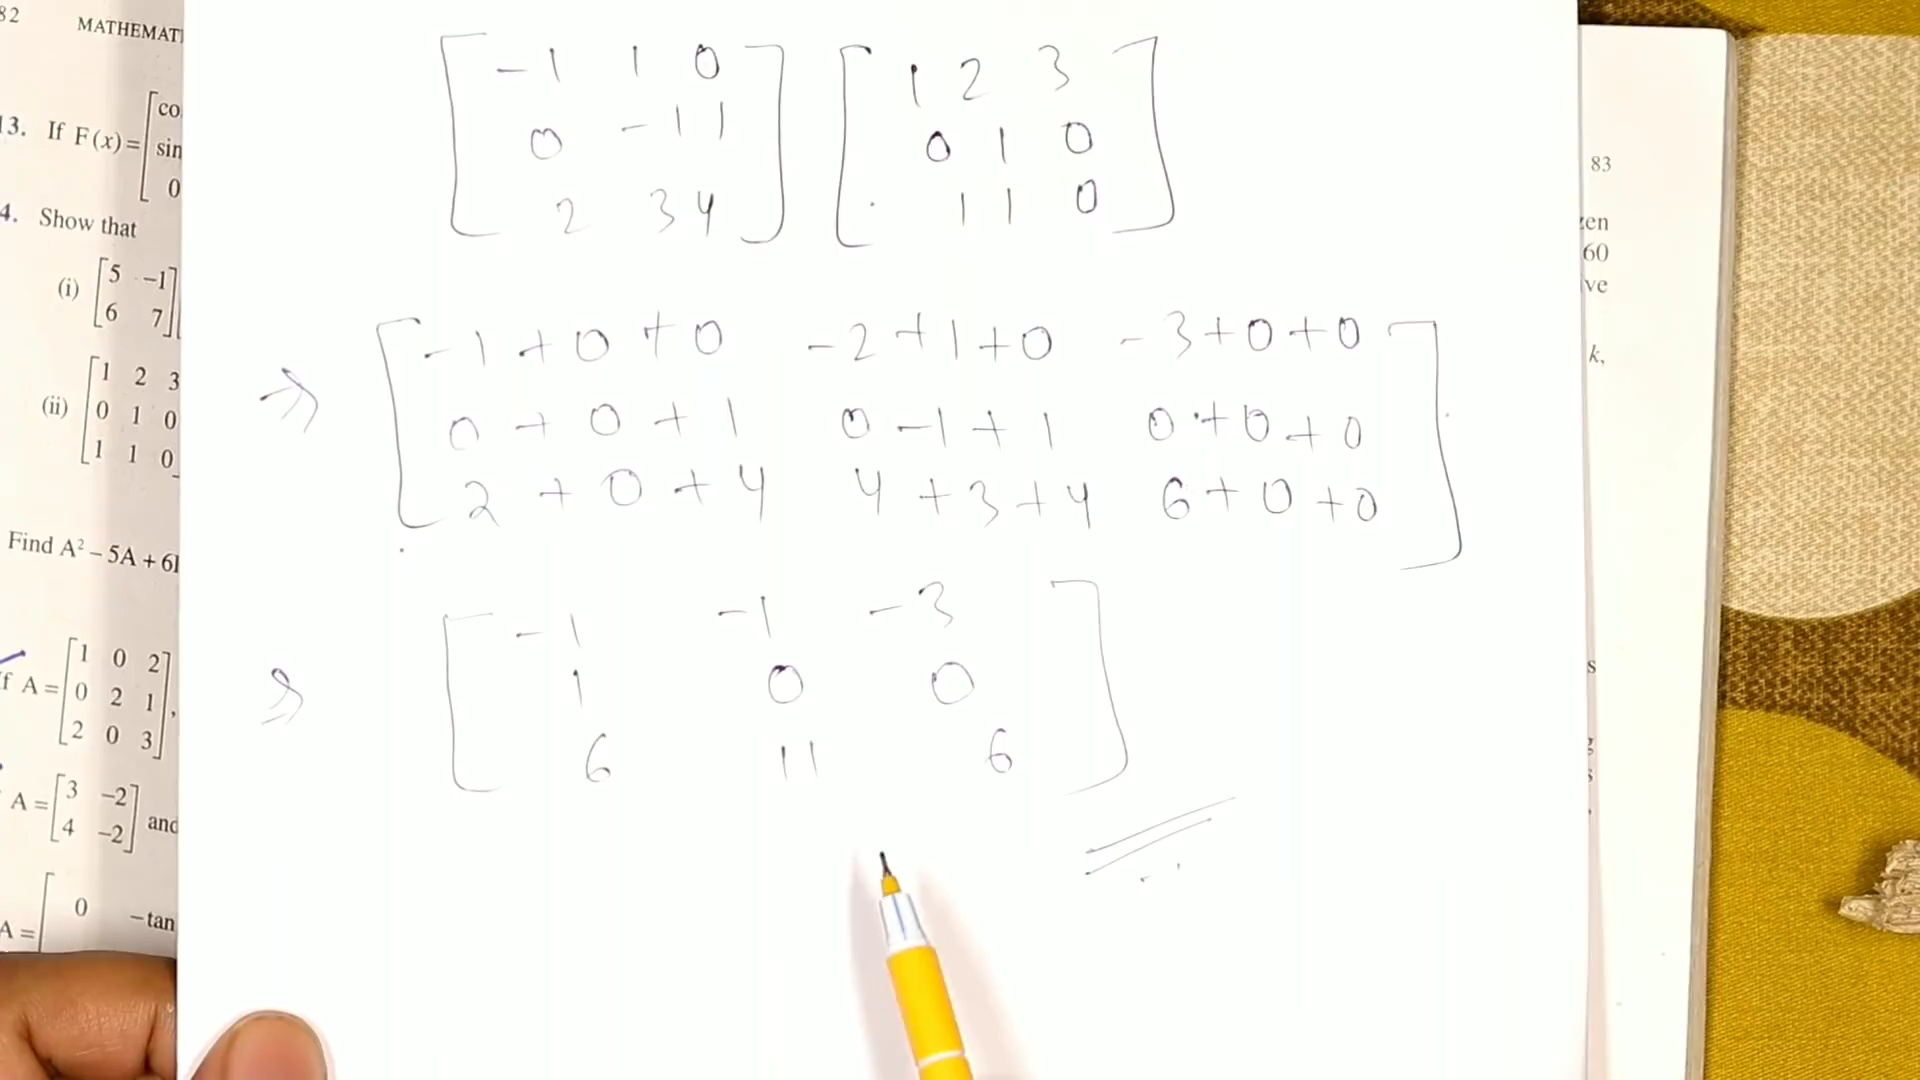 82
MATHEMAT
13. If F(x) = [co
sin
0
4. Show that
(i) [5 -1]
6 7
(ii) [1 2 3
0 1 0
1 1 0
Find A² – 5A + 6I
f A = [1 0 2]
0 2 1 ,
2 0 3
A = [3 -2] and
4 -2
A = [0 -tan
[-1 1 0] [1 2 3]
0 -1 1 0 1 0
2 3 4 1 1 0
⇒ [-1+0+0 -2+1+0 -3+0+0]
0+0+1 0-1+1 0+0+0
2+0+4 4+3+4 6+0+0
⇒ [-1 -1 -3]
1 0 0
6 11 6
83
en
60
ve
k,
s